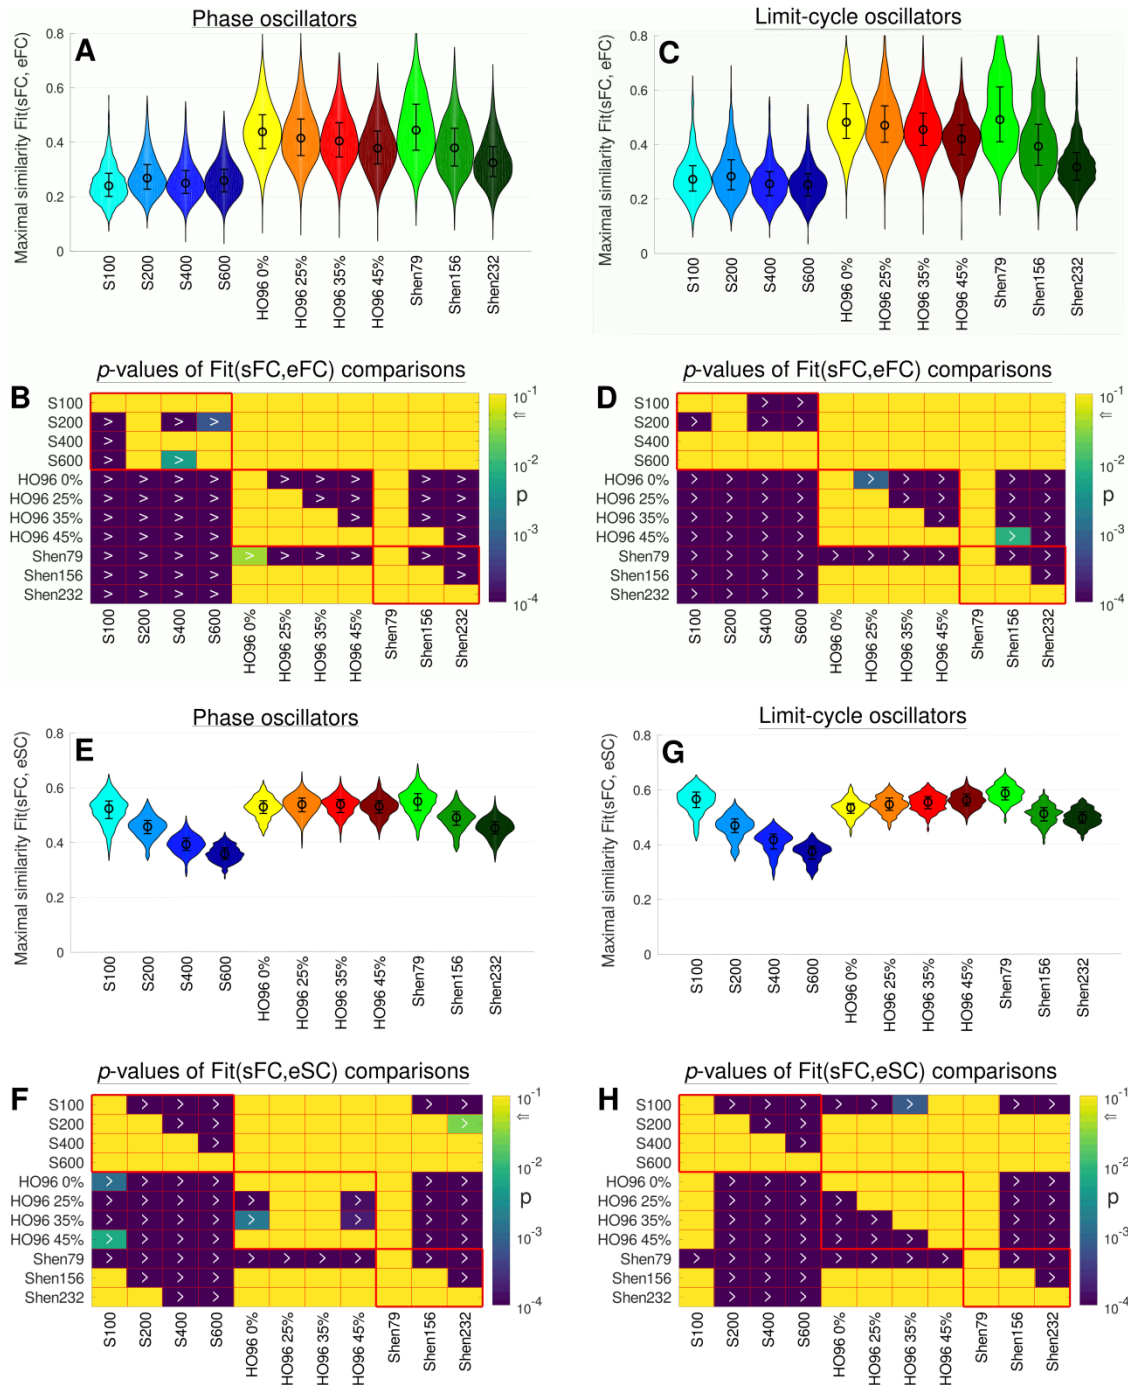 Phase oscillators
A
Maximal similarity Fit(sFC, eFC)
0.8
0.6
0.4
0.2
0
S100 S200 S400 S600 HO96 0% HO96 25% HO96 35% HO96 45% Shen79 Shen156 Shen232
Limit-cycle oscillators
C
Maximal similarity Fit(sFC, eFC)
0.8
0.6
0.4
0.2
0
S100 S200 S400 S600 HO96 0% HO96 25% HO96 35% HO96 45% Shen79 Shen156 Shen232
p-values of Fit(sFC,eFC) comparisons
B
S100
S200 > > >
S400 >
S600 > >
HO96 0% > > > > > > > > >
HO96 25% > > > > > > > >
HO96 35% > > > > > > >
HO96 45% > > > > >
Shen79 > > > > > > > > > >
Shen156 > > > > >
Shen232 > > > >
S100 S200 S400 S600 HO96 0% HO96 25% HO96 35% HO96 45% Shen79 Shen156 Shen232
10-1
⇐
10-2
p
10-3
10-4
p-values of Fit(sFC,eFC) comparisons
D
S100 > >
S200 > > >
S400
S600
HO96 0% > > > > > > > > >
HO96 25% > > > > > > > >
HO96 35% > > > > > > >
HO96 45% > > > > > >
Shen79 > > > > > > > > > >
Shen156 > > > > >
Shen232 > > > >
S100 S200 S400 S600 HO96 0% HO96 25% HO96 35% HO96 45% Shen79 Shen156 Shen232
10-1
⇐
10-2
p
10-3
10-4
Phase oscillators
E
Maximal similarity Fit(sFC, eSC)
0.8
0.6
0.4
0.2
0
S100 S200 S400 S600 HO96 0% HO96 25% HO96 35% HO96 45% Shen79 Shen156 Shen232
Limit-cycle oscillators
G
Maximal similarity Fit(sFC, eSC)
0.8
0.6
0.4
0.2
0
S100 S200 S400 S600 HO96 0% HO96 25% HO96 35% HO96 45% Shen79 Shen156 Shen232
p-values of Fit(sFC,eSC) comparisons
F
S100 > > > > >
S200 > > >
S400 >
S600
HO96 0% > > > > > >
HO96 25% > > > > > > > >
HO96 35% > > > > > > > >
HO96 45% > > > > > >
Shen79 > > > > > > > > > >
Shen156 > > > >
Shen232 > >
S100 S200 S400 S600 HO96 0% HO96 25% HO96 35% HO96 45% Shen79 Shen156 Shen232
10-1
⇐
10-2
p
10-3
10-4
p-values of Fit(sFC,eSC) comparisons
H
S100 > > > > > > > >
S200 > >
S400 >
S600
HO96 0% > > > > >
HO96 25% > > > > > >
HO96 35% > > > > > > >
HO96 45% > > > > > > > >
Shen79 > > > > > > > > > >
Shen156 > > > >
Shen232 > > >
S100 S200 S400 S600 HO96 0% HO96 25% HO96 35% HO96 45% Shen79 Shen156 Shen232
10-1
⇐
10-2
p
10-3
10-4